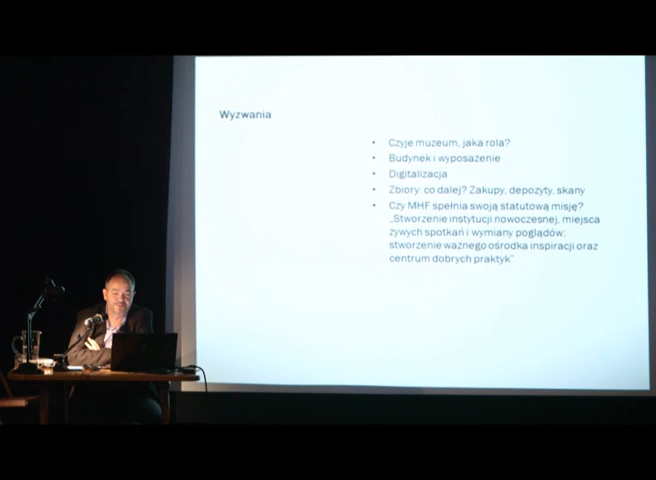 Wyzwania
• Czyje muzeum, jaka rola?
• Budynek i wyposażenie
• Digitalizacja
• Zbiory: co dalej? Zakupy, depozyty, skany
• Czy MHF spełnia swoją statutową misję?
„Stworzenie instytucji nowoczesnej, miejsca
żywych spotkań i wymiany poglądów:
stworzenie ważnego ośrodka inspiracji oraz
centrum dobrych praktyk"